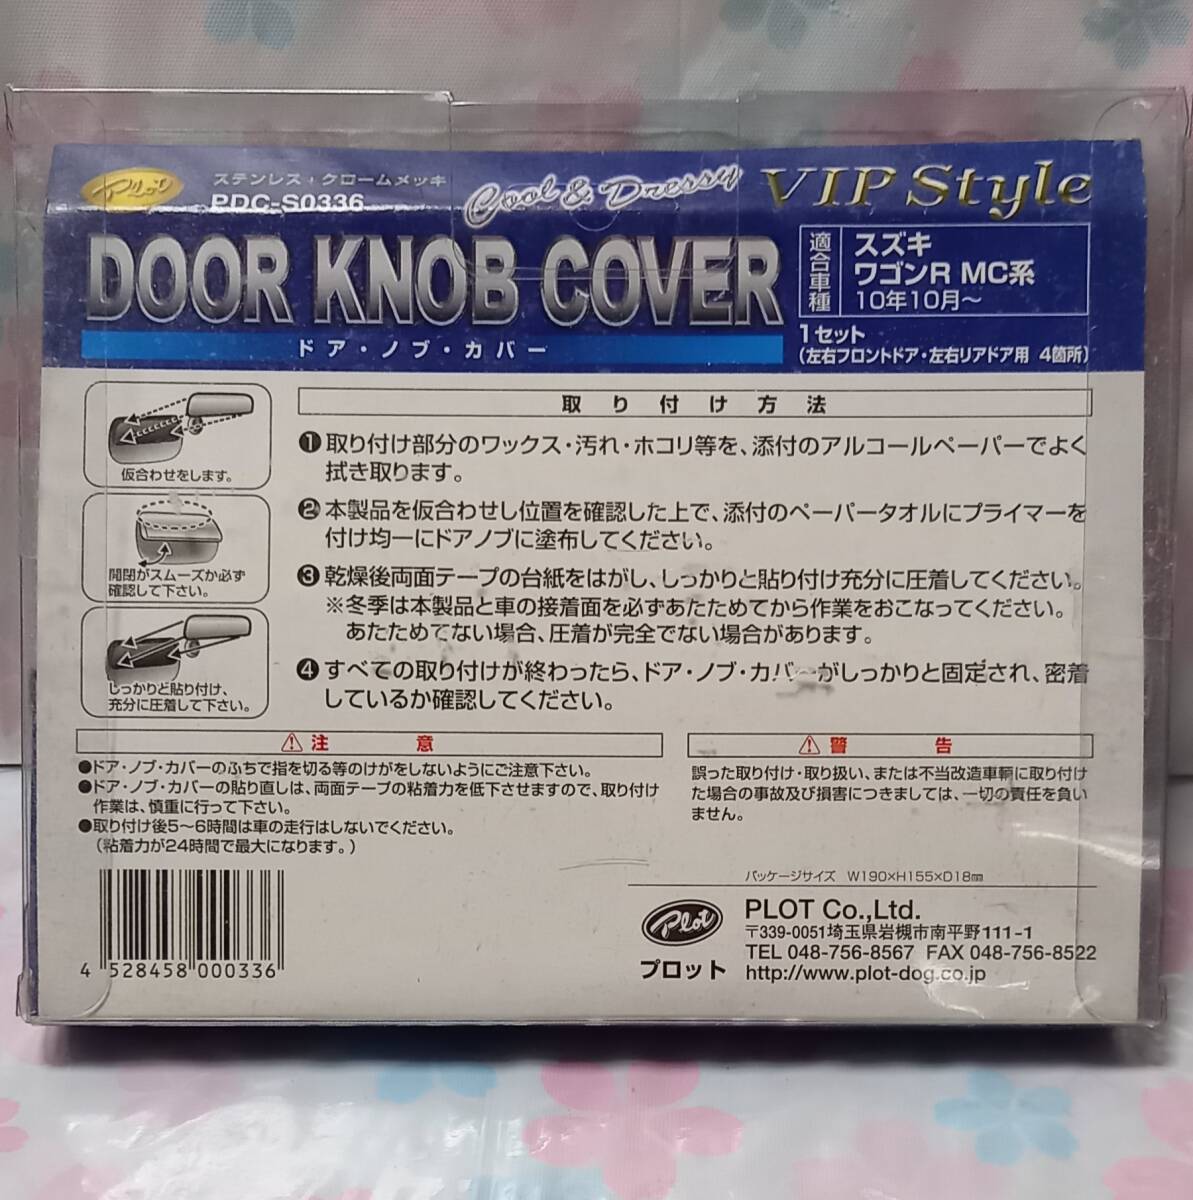 Plot
ステンレス・クロームメッキ
PDC-S0336
Cool & Dressy
VIP Style
DOOR KNOB COVER
ドア・ノブ・カバー
適合車種
スズキ
ワゴンR MC系
10年10月～
1セット
(左右フロントドア・左右リアドア用 4箇所)
仮合わせをします。
開閉がスムーズか必ず
確認して下さい。
しっかりと貼り付け、
充分に圧着して下さい。
取り付け方法
❶取り付け部分のワックス・汚れ・ホコリ等を、添付のアルコールペーパーでよく
拭き取ります。
❷本製品を仮合わせし位置を確認した上で、添付のペーパータオルにプライマーを
付け均一にドアノブに塗布してください。
❸乾燥後両面テープの台紙をはがし、しっかりと貼り付け充分に圧着してください。
※冬季は本製品と車の接着面を必ずあたためてから作業をおこなってください。
あたためてない場合、圧着が完全でない場合があります。
❹すべての取り付けが終わったら、ドア・ノブ・カバーがしっかりと固定され、密着
しているか確認してください。
⚠注意
●ドア・ノブ・カバーのふちで指を切る等のけがをしないようにご注意下さい。
●ドア・ノブ・カバーの貼り直しは、両面テープの粘着力を低下させますので、取り付け
作業は、慎重に行って下さい。
●取り付け後5～6時間は車の走行はしないでください。
(粘着力が24時間で最大になります。)
⚠警告
誤った取り付け・取り扱い、または不当改造車輌に取り付け
た場合の事故及び損害につきましては、一切の責任を負い
ません。
4 528458 000336
パッケージサイズ W190×H155×D18㎜
Plot
プロット
PLOT Co.,Ltd.
〒339-0051埼玉県岩槻市南平野111-1
TEL 048-756-8567 FAX 048-756-8522
http://www.plot-dog.co.jp